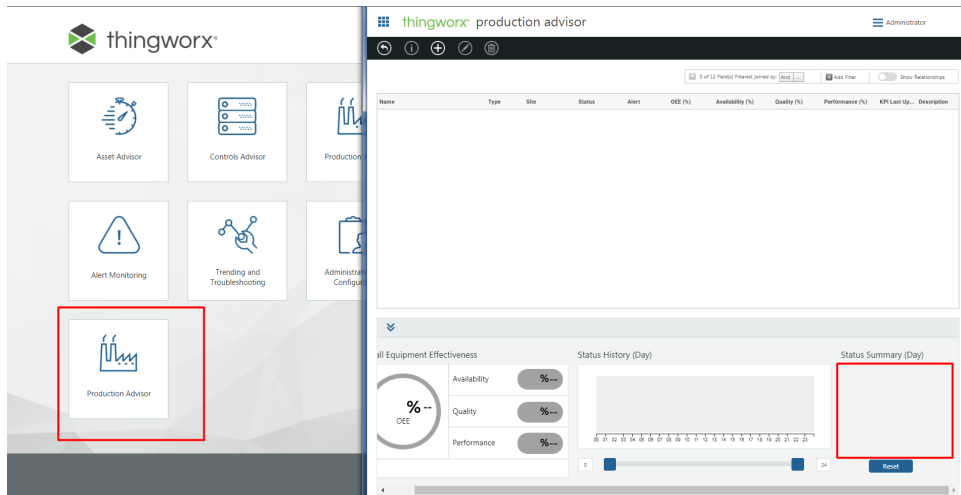 thingworx
Asset Advisor
Controls Advisor
Production
Alert Monitoring
Trending and
Troubleshooting
Administrat
Configur
Production Advisor
thingworx production advisor
Administrator
0 of 12 Field(s) Filtered, joined by: And
Add Filter
Show Relationships
Name Type Site Status Alert OEE (%) Availability (%) Quality (%) Performance (%) KPI Last Up... Description
all Equipment Effectiveness
Status History (Day)
Status Summary (Day)
%--
OEE
Availability %--
Quality %--
Performance %--
00 01 02 03 04 05 06 07 08 09 10 11 12 13 14 15 16 17 18 19 20 21 22 23
0
24
Reset